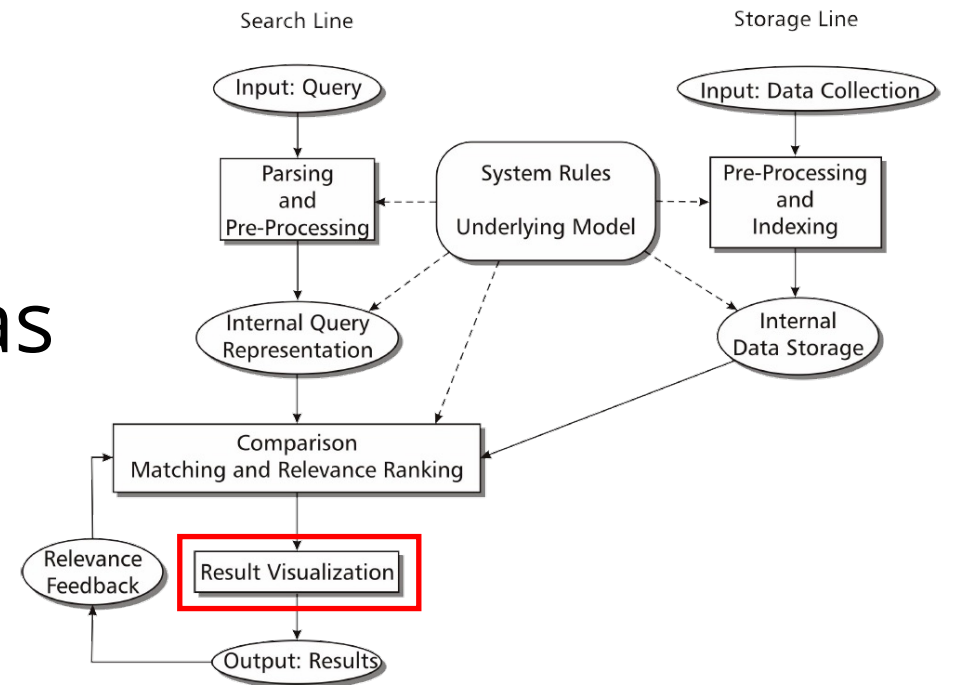 Search Line
Storage Line
Input: Query
Input: Data Collection
Parsing
and
Pre-Processing
System Rules
Underlying Model
Pre-Processing
and
Indexing
as
Internal Query
Representation
Internal
Data Storage
Comparison
Matching and Relevance Ranking
Relevance
Feedback
Result Visualization
Output: Results